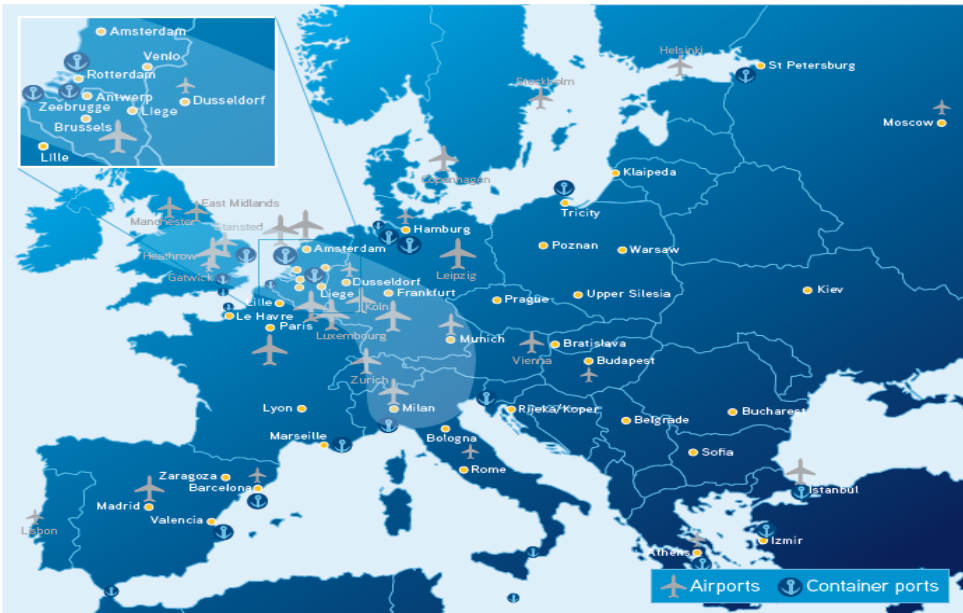 Amsterdam
Venlo
Rotterdam
Dusseldorf
Antwerp
Zeebrugge
Liege
Brussels
Lille
Helsinki
St Petersburg
Stockholm
Moscow
Copenhagen
Klaipeda
Tricity
East Midlands
Manchester
Stansted
Hamburg
Heathrow
Amsterdam
Poznan
Warsaw
Gatwick
Leipzig
Dusseldorf
Liege
Frankfurt
Kiev
Lille
Köln
Prague
Upper Silesia
Le Havre
Paris
Luxembourg
Munich
Vienna
Bratislava
Budapest
Zurich
Lyon
Milan
Rijeka/Koper
Bucharest
Belgrade
Marseille
Bologna
Sofia
Zaragoza
Rome
Barcelona
Istanbul
Madrid
Valencia
Lisbon
Izmir
Athens
Airports
Container ports